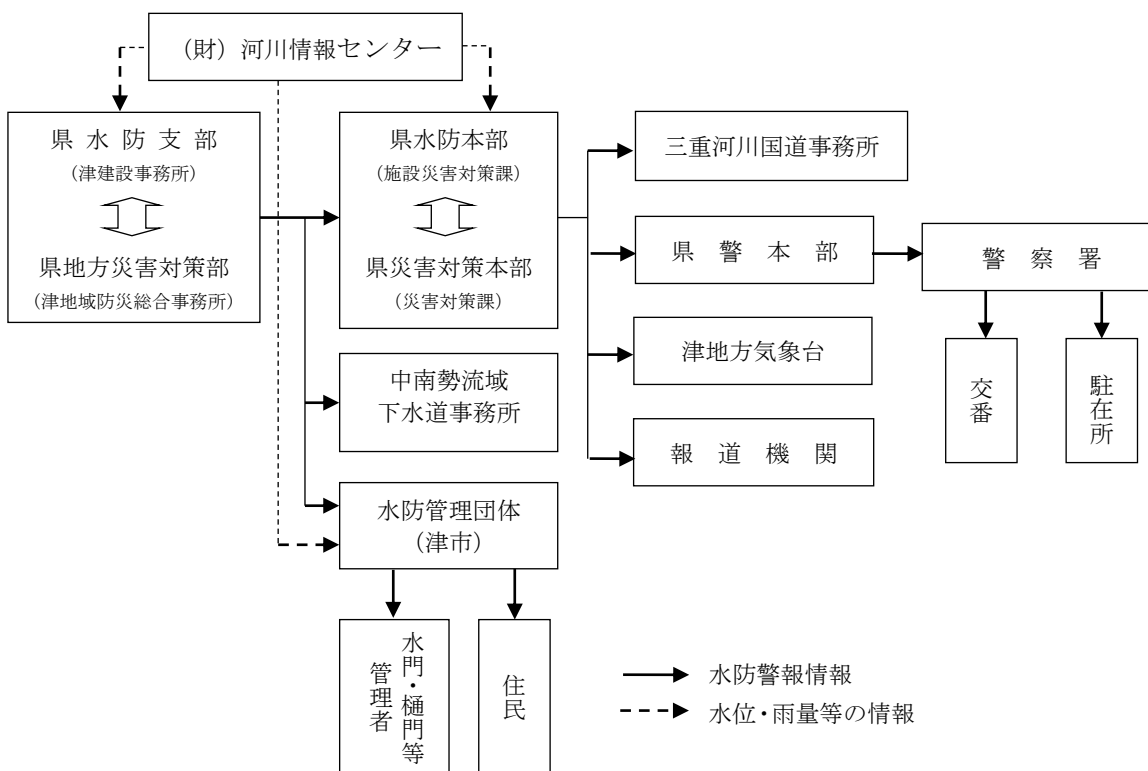 （財）河川情報センター
県水防支部
（津建設事務所）
県地方災害対策部
（津地域防災総合事務所）
県水防本部
（施設災害対策課）
県災害対策本部
（災害対策課）
三重河川国道事務所
県警本部
警察署
津地方気象台
交番
駐在所
中南勢流域
下水道事務所
報道機関
水防管理団体
（津市）
水門・樋門等
管理者
住民
水防警報情報
水位・雨量等の情報